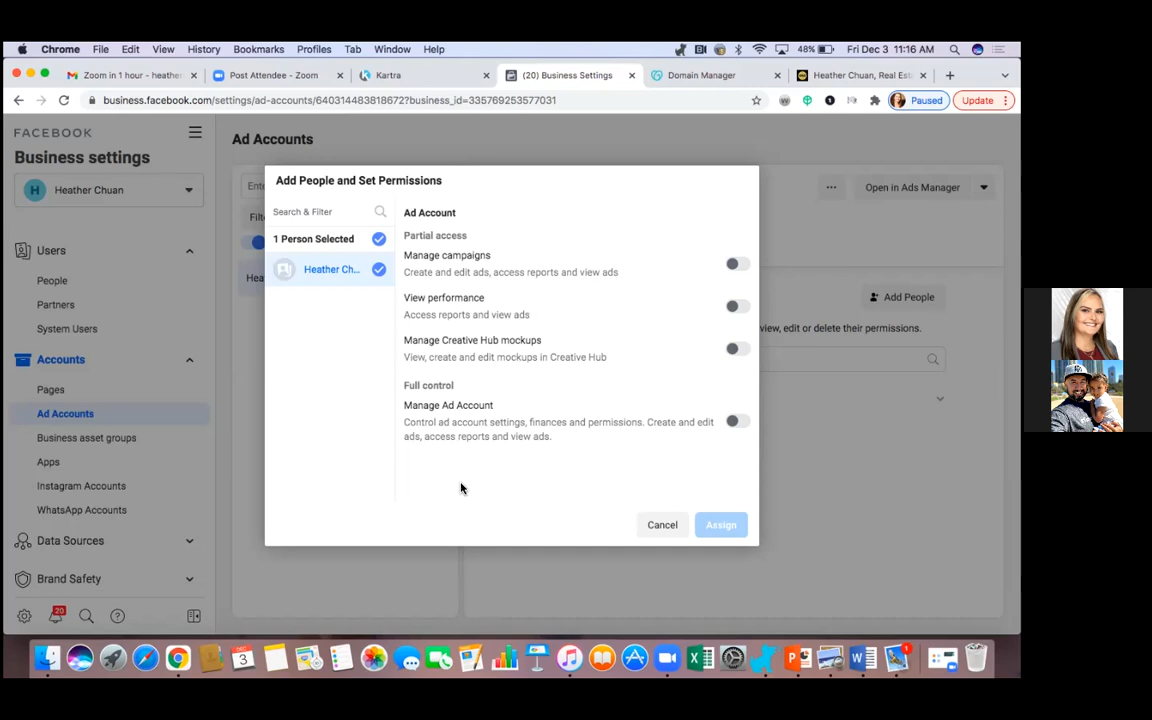 Chrome File Edit View History Bookmarks Profiles Tab Window Help 48% Fri Dec 3 11:16 AM
Zoom in 1 hour - heather Post Attendee - Zoom Kartra (20) Business Settings Domain Manager Heather Chuan, Real Est
business.facebook.com/settings/ad-accounts/640314483818672?business_id=335769253577031 Paused Update
FACEBOOK
Business settings
H Heather Chuan
Users
People
Partners
System Users
Accounts
Pages
Ad Accounts
Business asset groups
Apps
Instagram Accounts
WhatsApp Accounts
Data Sources
Brand Safety
20
Ad Accounts
Open in Ads Manager
Add People
view, edit or delete their permissions.
Add People and Set Permissions
Search & Filter
1 Person Selected
Heather Ch...
Ad Account
Partial access
Manage campaigns
Create and edit ads, access reports and view ads
View performance
Access reports and view ads
Manage Creative Hub mockups
View, create and edit mockups in Creative Hub
Full control
Manage Ad Account
Control ad account settings, finances and permissions. Create and edit
ads, access reports and view ads.
Cancel Assign
3
1